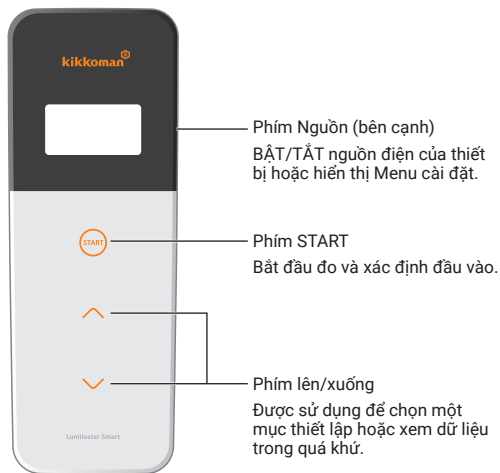 kikkoman
Phím Nguồn (bên cạnh)
BẬT/TẮT nguồn điện của thiết
bị hoặc hiển thị Menu cài đặt.
START
Phím START
Bắt đầu đo và xác định đầu vào.
Phím lên/xuống
Được sử dụng để chọn một
mục thiết lập hoặc xem dữ liệu
trong quá khứ.
Lumitester Smart